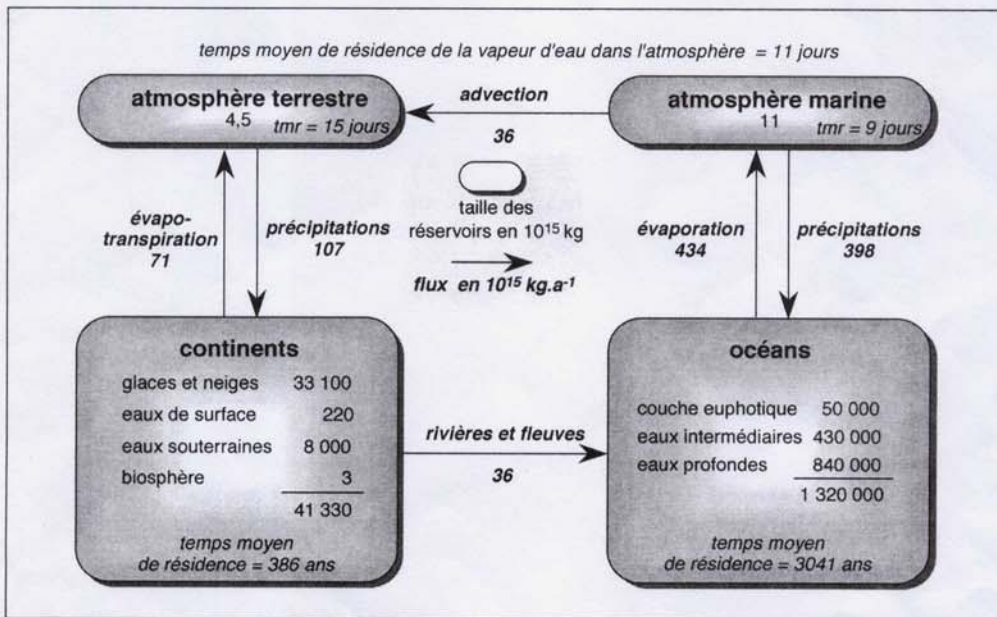 temps moyen de résidence de la vapeur d'eau dans l'atmosphère = 11 jours
atmosphère terrestre
4,5
tmr = 15 jours
advection
36
atmosphère marine
11
tmr = 9 jours
taille des
réservoirs en 10¹⁵ kg
flux en 10¹⁵ kg.a⁻¹
évapo-
transpiration
71
précipitations
107
évaporation
434
précipitations
398
continents
glaces et neiges 33 100
eaux de surface 220
eaux souterraines 8 000
biosphère 3
41 330
temps moyen
de résidence = 386 ans
rivières et fleuves
36
océans
couche euphotique 50 000
eaux intermédiaires 430 000
eaux profondes 840 000
1 320 000
temps moyen
de résidence = 3041 ans